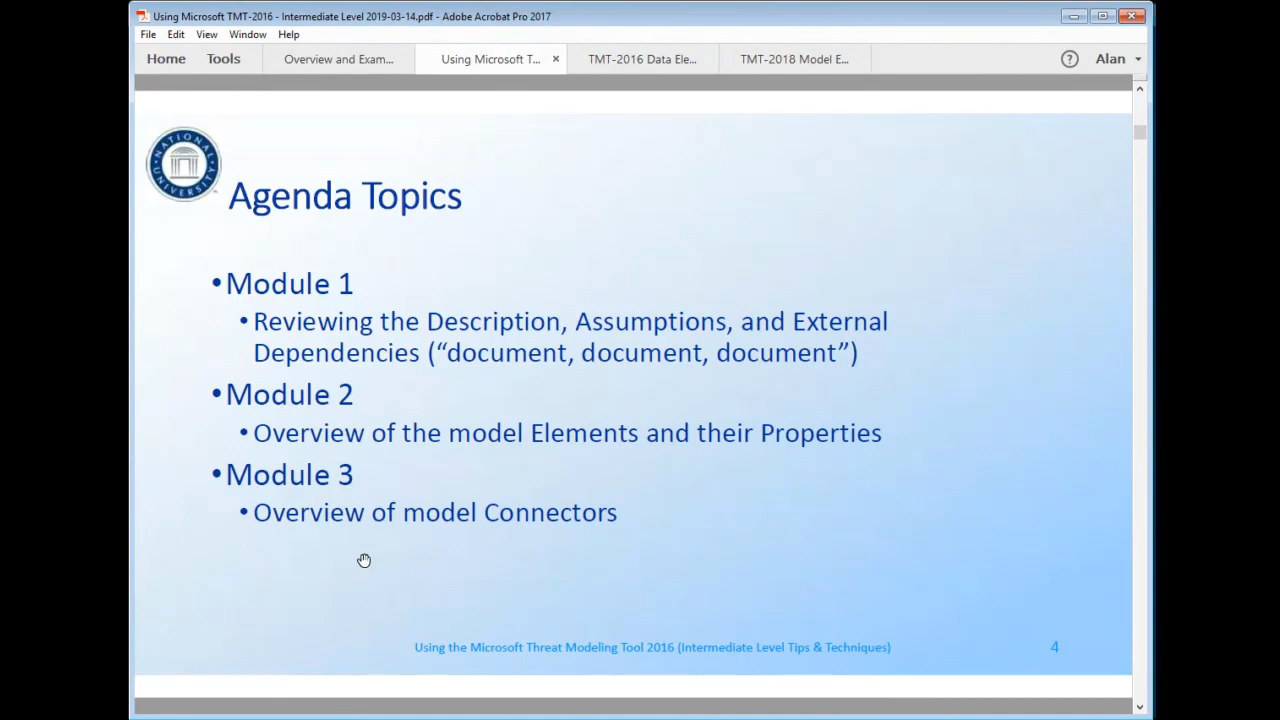 Using Microsoft TMT-2016 - Intermediate Level 2019-03-14.pdf - Adobe Acrobat Pro 2017
File Edit View Window Help
Home Tools Overview and Exam... Using Microsoft T... × TMT-2016 Data Ele... TMT-2018 Model E... ? Alan
NATIONAL UNIVERSITY
Agenda Topics
•Module 1
•Reviewing the Description, Assumptions, and External
Dependencies (“document, document, document”)
•Module 2
•Overview of the model Elements and their Properties
•Module 3
•Overview of model Connectors
Using the Microsoft Threat Modeling Tool 2016 (Intermediate Level Tips & Techniques) 4